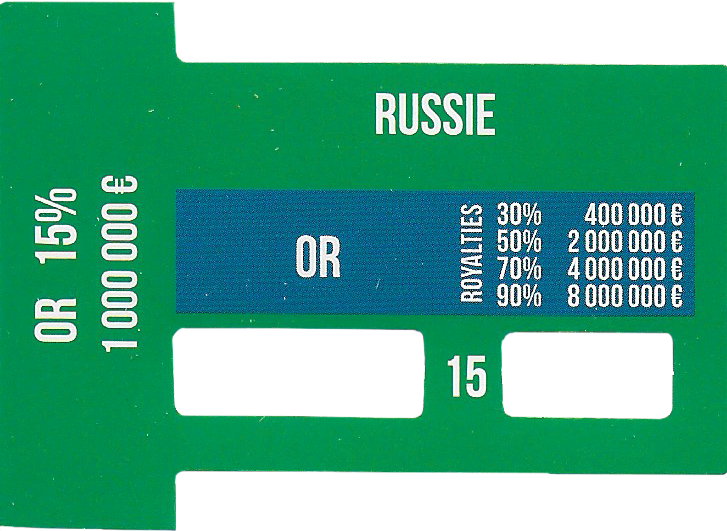 RUSSIE
OR 15%
1 000 000 €
OR
ROYALTIES
30% 400 000 €
50% 2 000 000 €
70% 4 000 000 €
90% 8 000 000 €
15